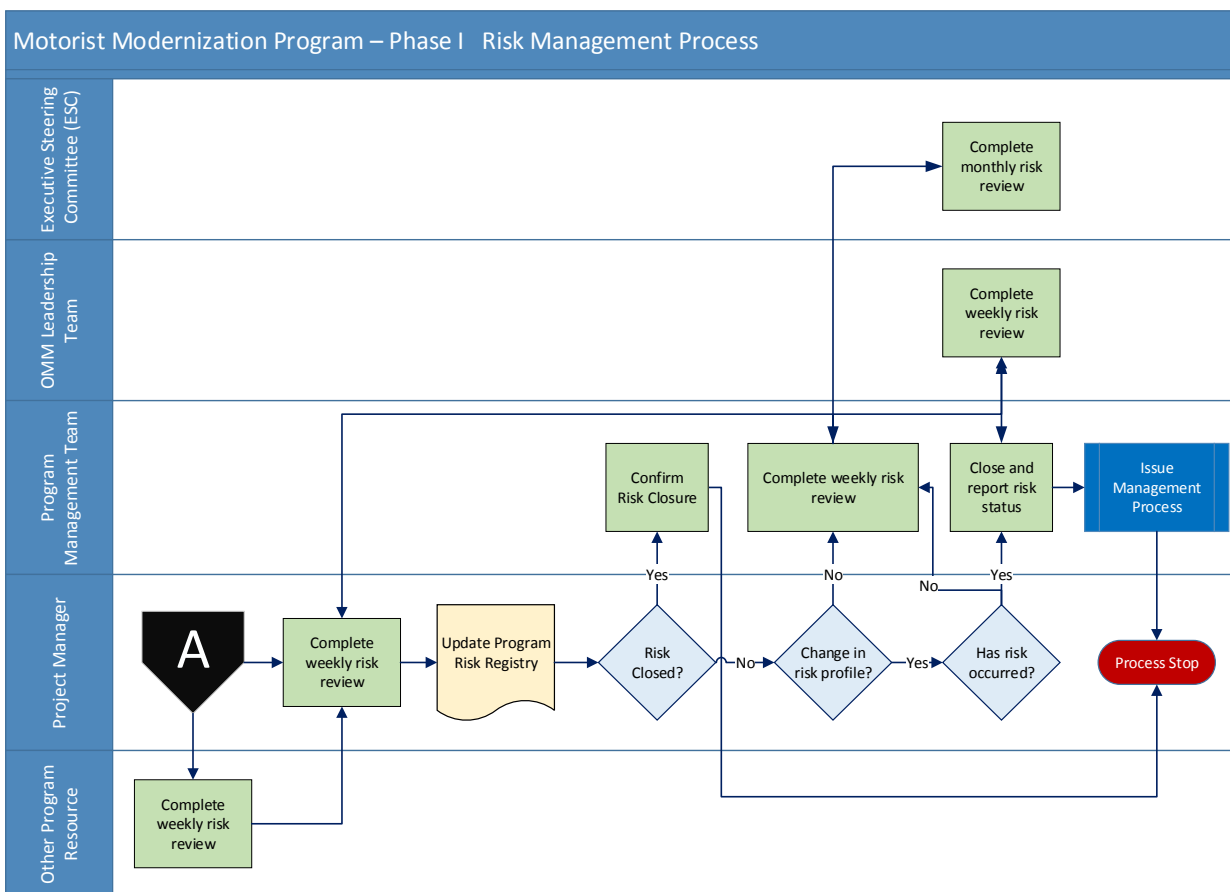 Motorist Modernization Program – Phase I   Risk Management Process
Executive Steering
Committee (ESC)
Complete
monthly risk
review
OMM Leadership
Team
Complete
weekly risk
review
Program
Management Team
Confirm
Risk Closure
Complete weekly risk
review
Close and
report risk
status
Issue
Management
Process
Yes
No
No
Yes
Project Manager
A
Complete
weekly risk
review
Update Program
Risk Registry
Risk
Closed?
No
Change in
risk profile?
Yes
Has risk
occurred?
Process Stop
Other Program
Resource
Complete
weekly risk
review